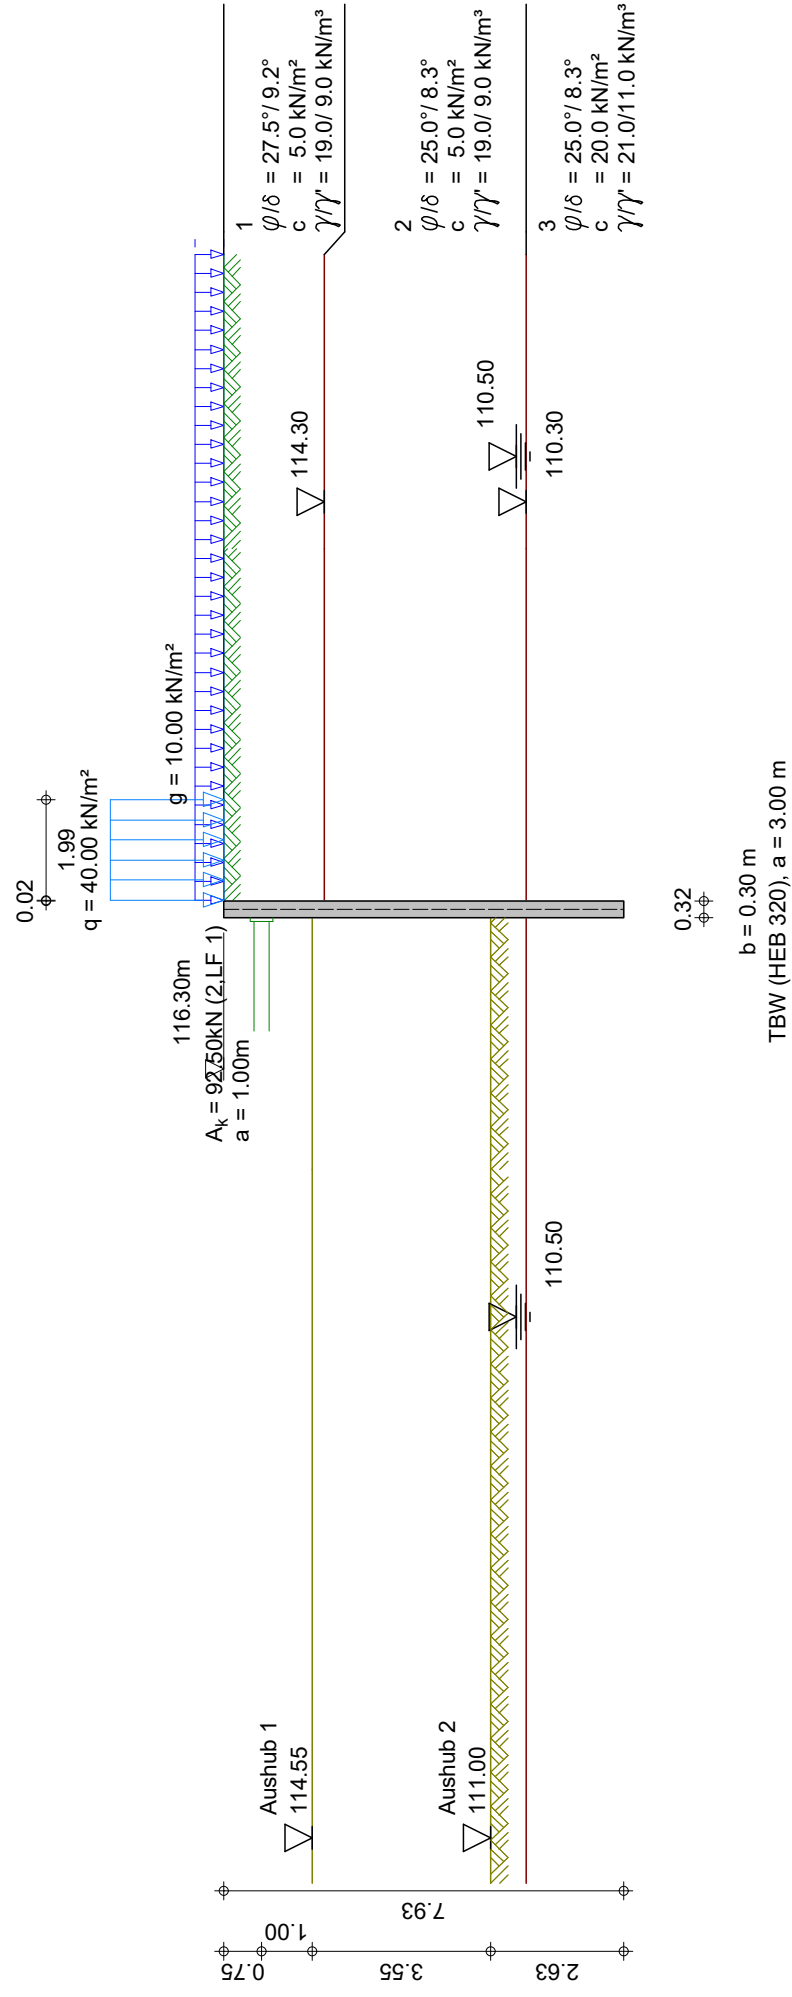 0.02
1.99
q = 40.00 kN/m²
g = 10.00 kN/m²
1
φ/δ = 27.5°/ 9.2°
c = 5.0 kN/m²
γ/γ' = 19.0/ 9.0 kN/m³
2
φ/δ = 25.0°/ 8.3°
c = 5.0 kN/m²
γ/γ' = 19.0/ 9.0 kN/m³
3
φ/δ = 25.0°/ 8.3°
c = 20.0 kN/m²
γ/γ' = 21.0/11.0 kN/m³
114.30
110.50
110.30
116.30m
Ak = 92.50kN (2,LF 1)
a = 1.00m
110.50
0.32
b = 0.30 m
TBW (HEB 320), a = 3.00 m
Aushub 1
114.55
Aushub 2
111.00
7.93
0.75
1.00
3.55
2.63